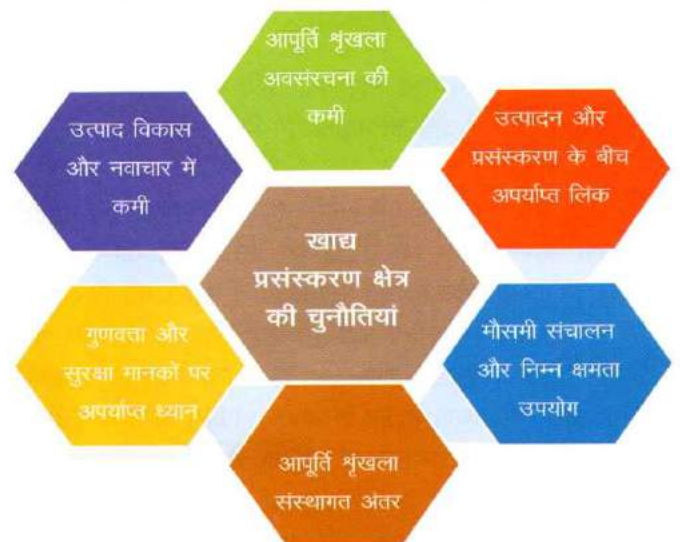 आपूर्ति शृंखला
अवसंरचना की
कमी
उत्पाद विकास
और नवाचार में
कमी
उत्पादन और
प्रसंस्करण के बीच
अपर्याप्त लिंक
खाद्य
प्रसंस्करण क्षेत्र
की चुनौतियां
गुणवत्ता और
सुरक्षा मानकों पर
अपर्याप्त ध्यान
मौसमी संचालन
और निम्न क्षमता
उपयोग
आपूर्ति शृंखला
संस्थागत अंतर